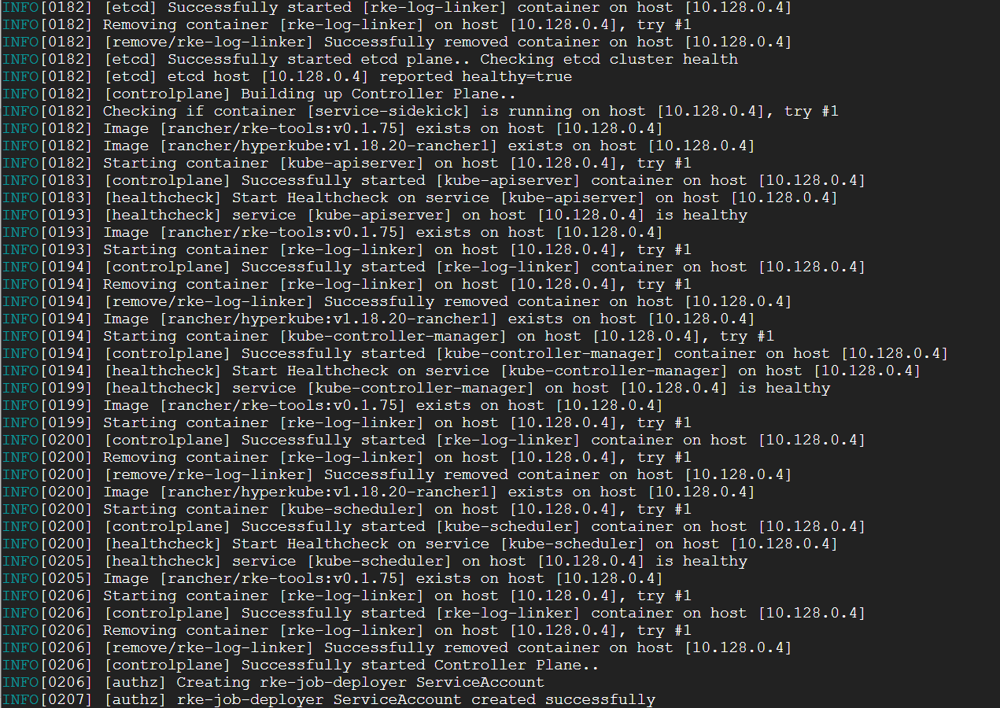 INFO[0182] [etcd] Successfully started [rke-log-linker] container on host [10.128.0.4]
INFO[0182] Removing container [rke-log-linker] on host [10.128.0.4], try #1
INFO[0182] [remove/rke-log-linker] Successfully removed container on host [10.128.0.4]
INFO[0182] [etcd] Successfully started etcd plane.. Checking etcd cluster health
INFO[0182] [etcd] etcd host [10.128.0.4] reported healthy=true
INFO[0182] [controlplane] Building up Controller Plane..
INFO[0182] Checking if container [service-sidekick] is running on host [10.128.0.4], try #1
INFO[0182] Image [rancher/rke-tools:v0.1.75] exists on host [10.128.0.4]
INFO[0182] Image [rancher/hyperkube:v1.18.20-rancher1] exists on host [10.128.0.4]
INFO[0182] Starting container [kube-apiserver] on host [10.128.0.4], try #1
INFO[0183] [controlplane] Successfully started [kube-apiserver] container on host [10.128.0.4]
INFO[0183] [healthcheck] Start Healthcheck on service [kube-apiserver] on host [10.128.0.4]
INFO[0193] [healthcheck] service [kube-apiserver] on host [10.128.0.4] is healthy
INFO[0193] Image [rancher/rke-tools:v0.1.75] exists on host [10.128.0.4]
INFO[0193] Starting container [rke-log-linker] on host [10.128.0.4], try #1
INFO[0194] [controlplane] Successfully started [rke-log-linker] container on host [10.128.0.4]
INFO[0194] Removing container [rke-log-linker] on host [10.128.0.4], try #1
INFO[0194] [remove/rke-log-linker] Successfully removed container on host [10.128.0.4]
INFO[0194] Image [rancher/hyperkube:v1.18.20-rancher1] exists on host [10.128.0.4]
INFO[0194] Starting container [kube-controller-manager] on host [10.128.0.4], try #1
INFO[0194] [controlplane] Successfully started [kube-controller-manager] container on host [10.128.0.4]
INFO[0194] [healthcheck] Start Healthcheck on service [kube-controller-manager] on host [10.128.0.4]
INFO[0199] [healthcheck] service [kube-controller-manager] on host [10.128.0.4] is healthy
INFO[0199] Image [rancher/rke-tools:v0.1.75] exists on host [10.128.0.4]
INFO[0199] Starting container [rke-log-linker] on host [10.128.0.4], try #1
INFO[0200] [controlplane] Successfully started [rke-log-linker] container on host [10.128.0.4]
INFO[0200] Removing container [rke-log-linker] on host [10.128.0.4], try #1
INFO[0200] [remove/rke-log-linker] Successfully removed container on host [10.128.0.4]
INFO[0200] Image [rancher/hyperkube:v1.18.20-rancher1] exists on host [10.128.0.4]
INFO[0200] Starting container [kube-scheduler] on host [10.128.0.4], try #1
INFO[0200] [controlplane] Successfully started [kube-scheduler] container on host [10.128.0.4]
INFO[0200] [healthcheck] Start Healthcheck on service [kube-scheduler] on host [10.128.0.4]
INFO[0205] [healthcheck] service [kube-scheduler] on host [10.128.0.4] is healthy
INFO[0205] Image [rancher/rke-tools:v0.1.75] exists on host [10.128.0.4]
INFO[0206] Starting container [rke-log-linker] on host [10.128.0.4], try #1
INFO[0206] [controlplane] Successfully started [rke-log-linker] container on host [10.128.0.4]
INFO[0206] Removing container [rke-log-linker] on host [10.128.0.4], try #1
INFO[0206] [remove/rke-log-linker] Successfully removed container on host [10.128.0.4]
INFO[0206] [controlplane] Successfully started Controller Plane..
INFO[0206] [authz] Creating rke-job-deployer ServiceAccount
INFO[0207] [authz] rke-job-deployer ServiceAccount created successfully